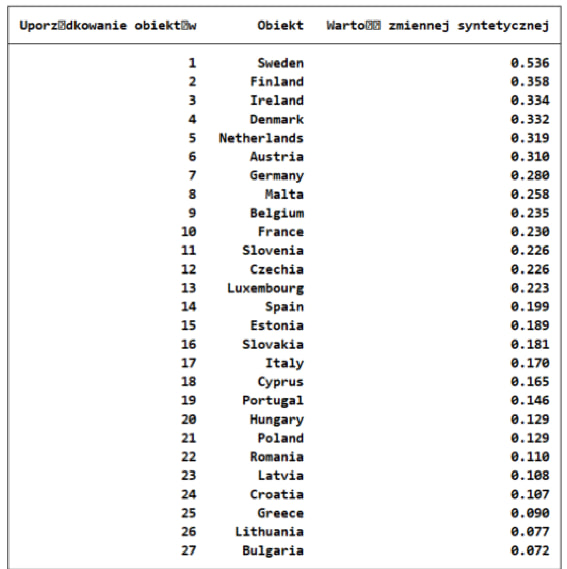 Uporz�dkowanie obiekt�w Obiekt Warto�� zmiennej syntetycznej
1 Sweden 0.536
2 Finland 0.358
3 Ireland 0.334
4 Denmark 0.332
5 Netherlands 0.319
6 Austria 0.310
7 Germany 0.280
8 Malta 0.258
9 Belgium 0.235
10 France 0.230
11 Slovenia 0.226
12 Czechia 0.226
13 Luxembourg 0.223
14 Spain 0.199
15 Estonia 0.189
16 Slovakia 0.181
17 Italy 0.170
18 Cyprus 0.165
19 Portugal 0.146
20 Hungary 0.129
21 Poland 0.129
22 Romania 0.110
23 Latvia 0.108
24 Croatia 0.107
25 Greece 0.090
26 Lithuania 0.077
27 Bulgaria 0.072